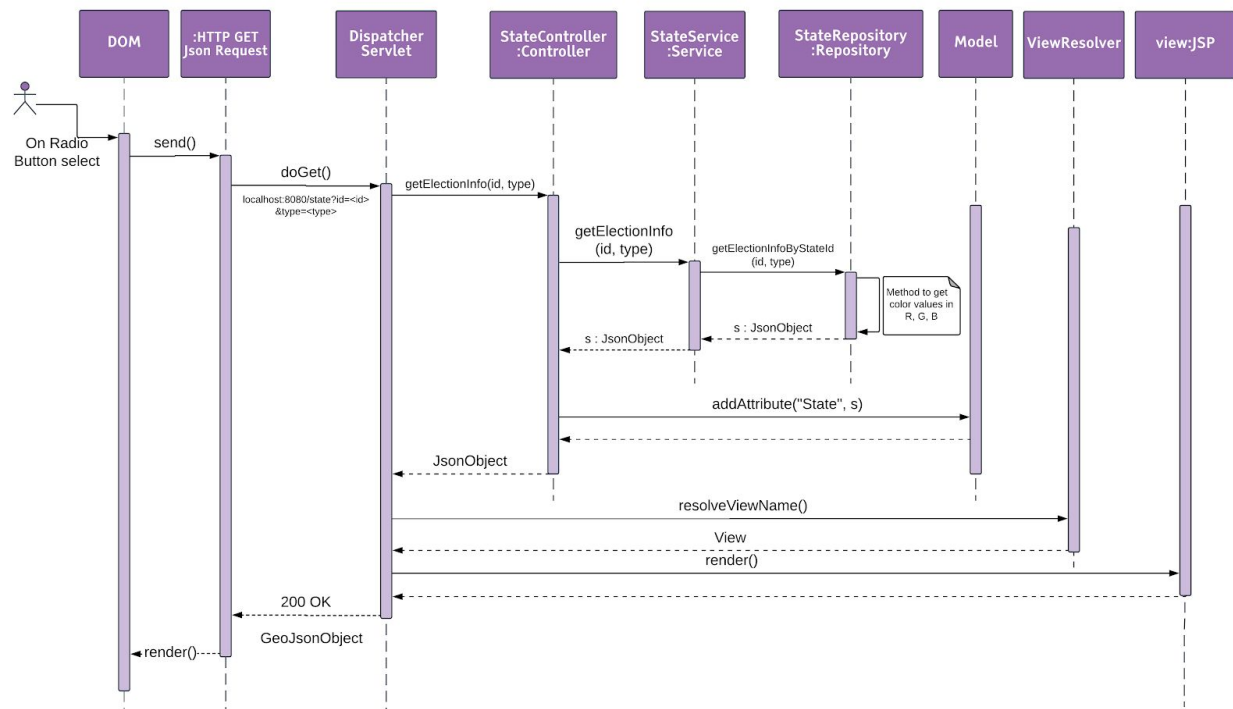 DOM
:HTTP GET
Json Request
Dispatcher
Servlet
StateController
:Controller
StateService
:Service
StateRepository
:Repository
Model
ViewResolver
view:JSP
On Radio
Button select
send()
doGet()
localhost:8080/state?id=<id>
&type=<type>
getElectionInfo(id, type)
getElectionInfo
(id, type)
getElectionInfoByStateId
(id, type)
Method to get
color values in
R, G, B
s : JsonObject
s : JsonObject
addAttribute("State", s)
JsonObject
resolveViewName()
View
render()
200 OK
GeoJsonObject
render()